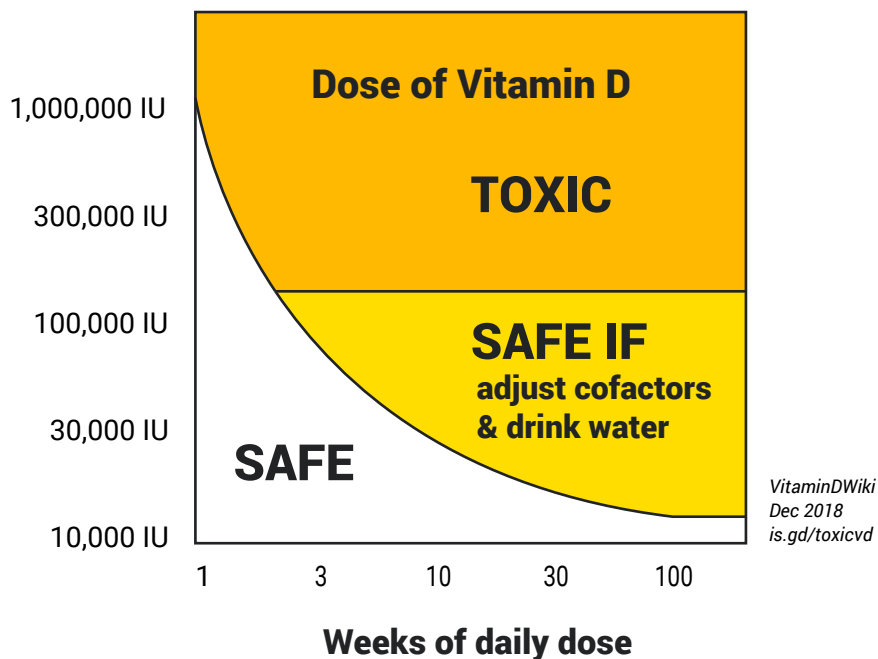 Dose of Vitamin D
1,000,000 IU
TOXIC
300,000 IU
100,000 IU
SAFE IF
adjust cofactors
& drink water
30,000 IU
SAFE
VitaminDWiki
Dec 2018
is.gd/toxicvd
10,000 IU
1 3 10 30 100
Weeks of daily dose